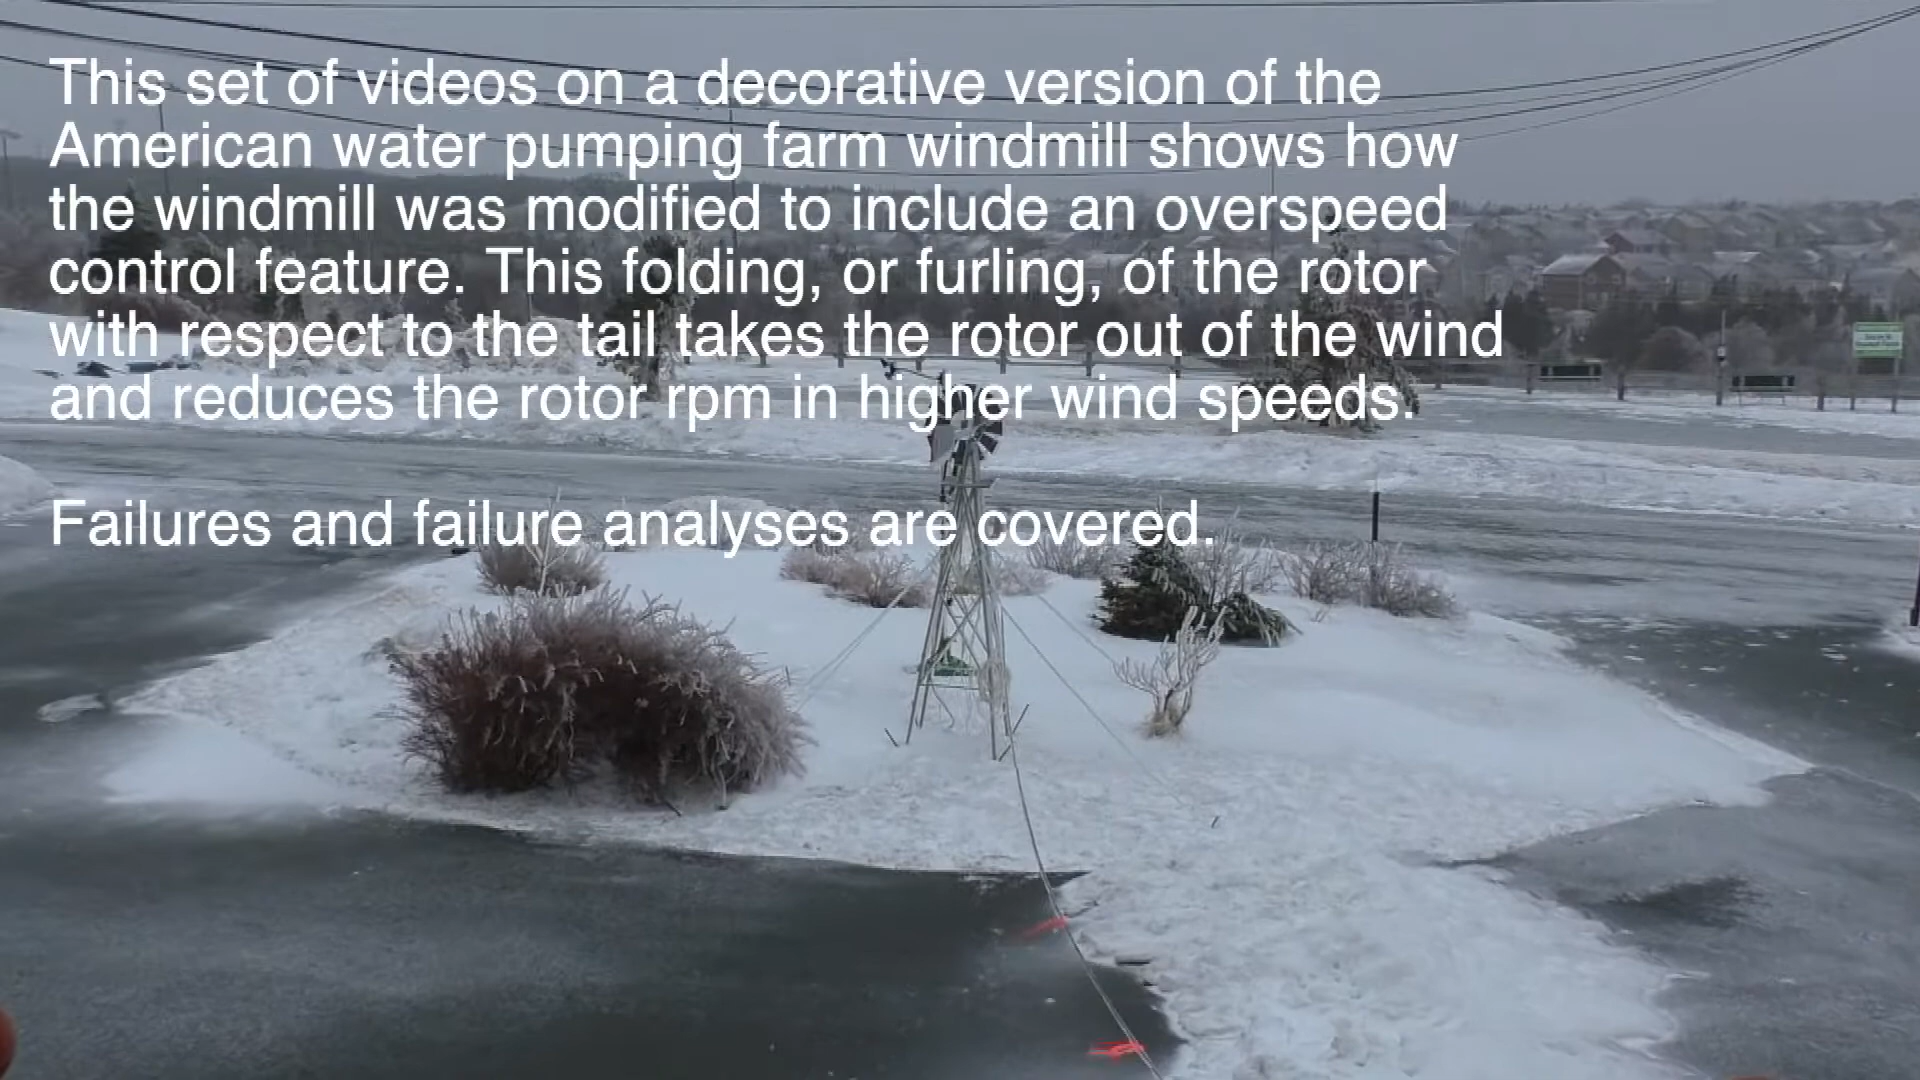 This set of videos on a decorative version of the
American water pumping farm windmill shows how
the windmill was modified to include an overspeed
control feature. This folding, or furling, of the rotor
with respect to the tail takes the rotor out of the wind
and reduces the rotor rpm in higher wind speeds.
Failures and failure analyses are covered.